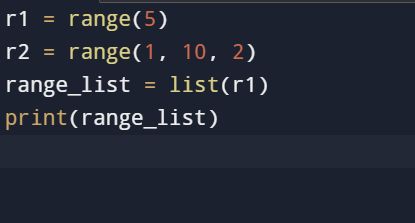 r1 = range(5)
r2 = range(1, 10, 2)
range_list = list(r1)
print(range_list)